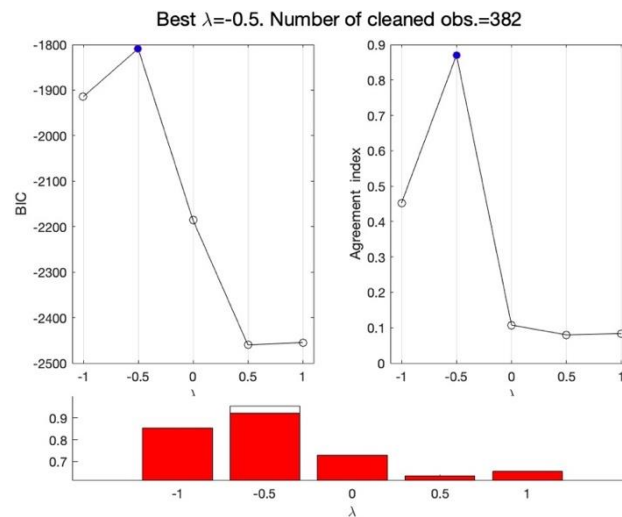 Best λ=-0.5. Number of cleaned obs.=382
-1800
-1900
-2000
-2100
-2200
-2300
-2400
-2500
BIC
-1 -0.5 0 0.5 1
λ
0.9
0.8
0.7
0.6
0.5
0.4
0.3
0.2
0.1
0
Agreement index
-1 -0.5 0 0.5 1
λ
0.9
0.8
0.7
-1 -0.5 0 0.5 1
λ